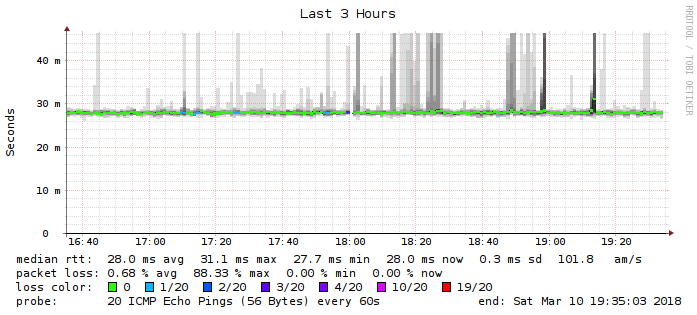 Last 3 Hours
RRDTOOL / TOBI OETIKER
Seconds
40 m
30 m
20 m
10 m
0
16:40 17:00 17:20 17:40 18:00 18:20 18:40 19:00 19:20
median rtt: 28.0 ms avg 31.1 ms max 27.7 ms min 28.0 ms now 0.3 ms sd 101.8 am/s
packet loss: 0.68 % avg 88.33 % max 0.00 % min 0.00 % now
loss color: 0 1/20 2/20 3/20 4/20 10/20 19/20
probe: 20 ICMP Echo Pings (56 Bytes) every 60s end: Sat Mar 10 19:35:03 2018